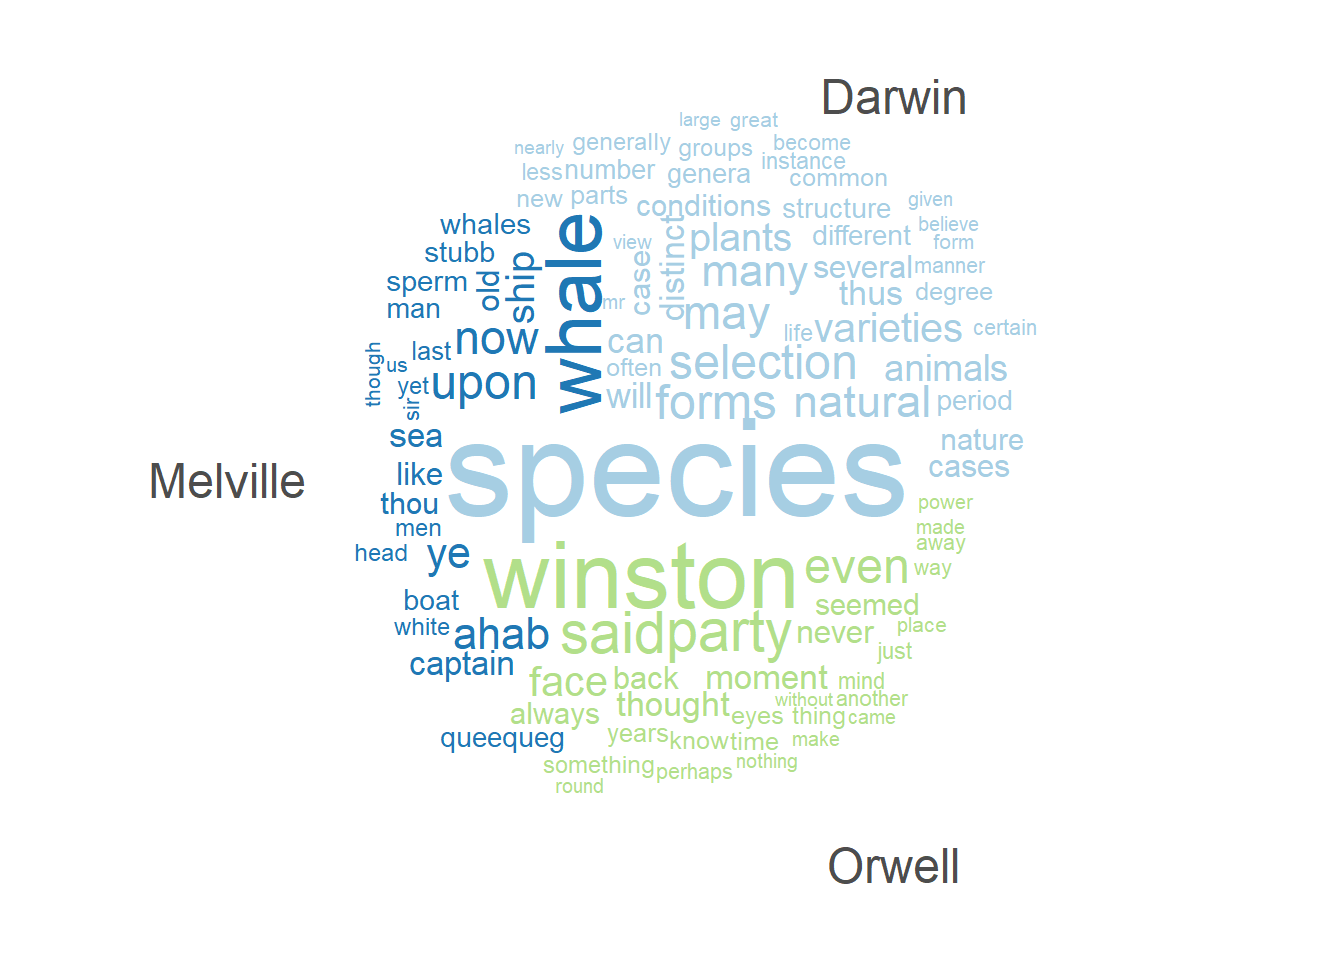 Darwin
large great
nearly generally groups become
less number genera instance
common
new parts conditions structure given
whales whale view distinct plants different believe
form
stubb ship case many several manner
sperm old mr may thus degree
man now can life varieties certain
though last us often selection animals
yet upon will forms natural period
sir
sea species nature
like cases
Melville
thou power
men made
head ye winston even away
way
boat seemed
white ahab said party never place
captain just
face back moment mind
always thought without another
eyes thing came
queequeg years know time make
something perhaps nothing
round
Orwell